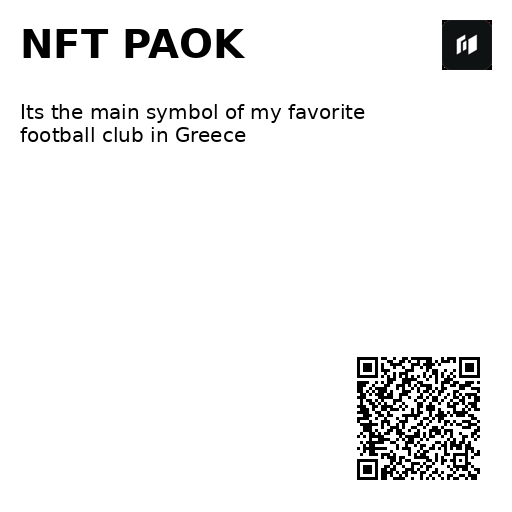 NFT PAOK
Its the main symbol of my favorite
football club in Greece